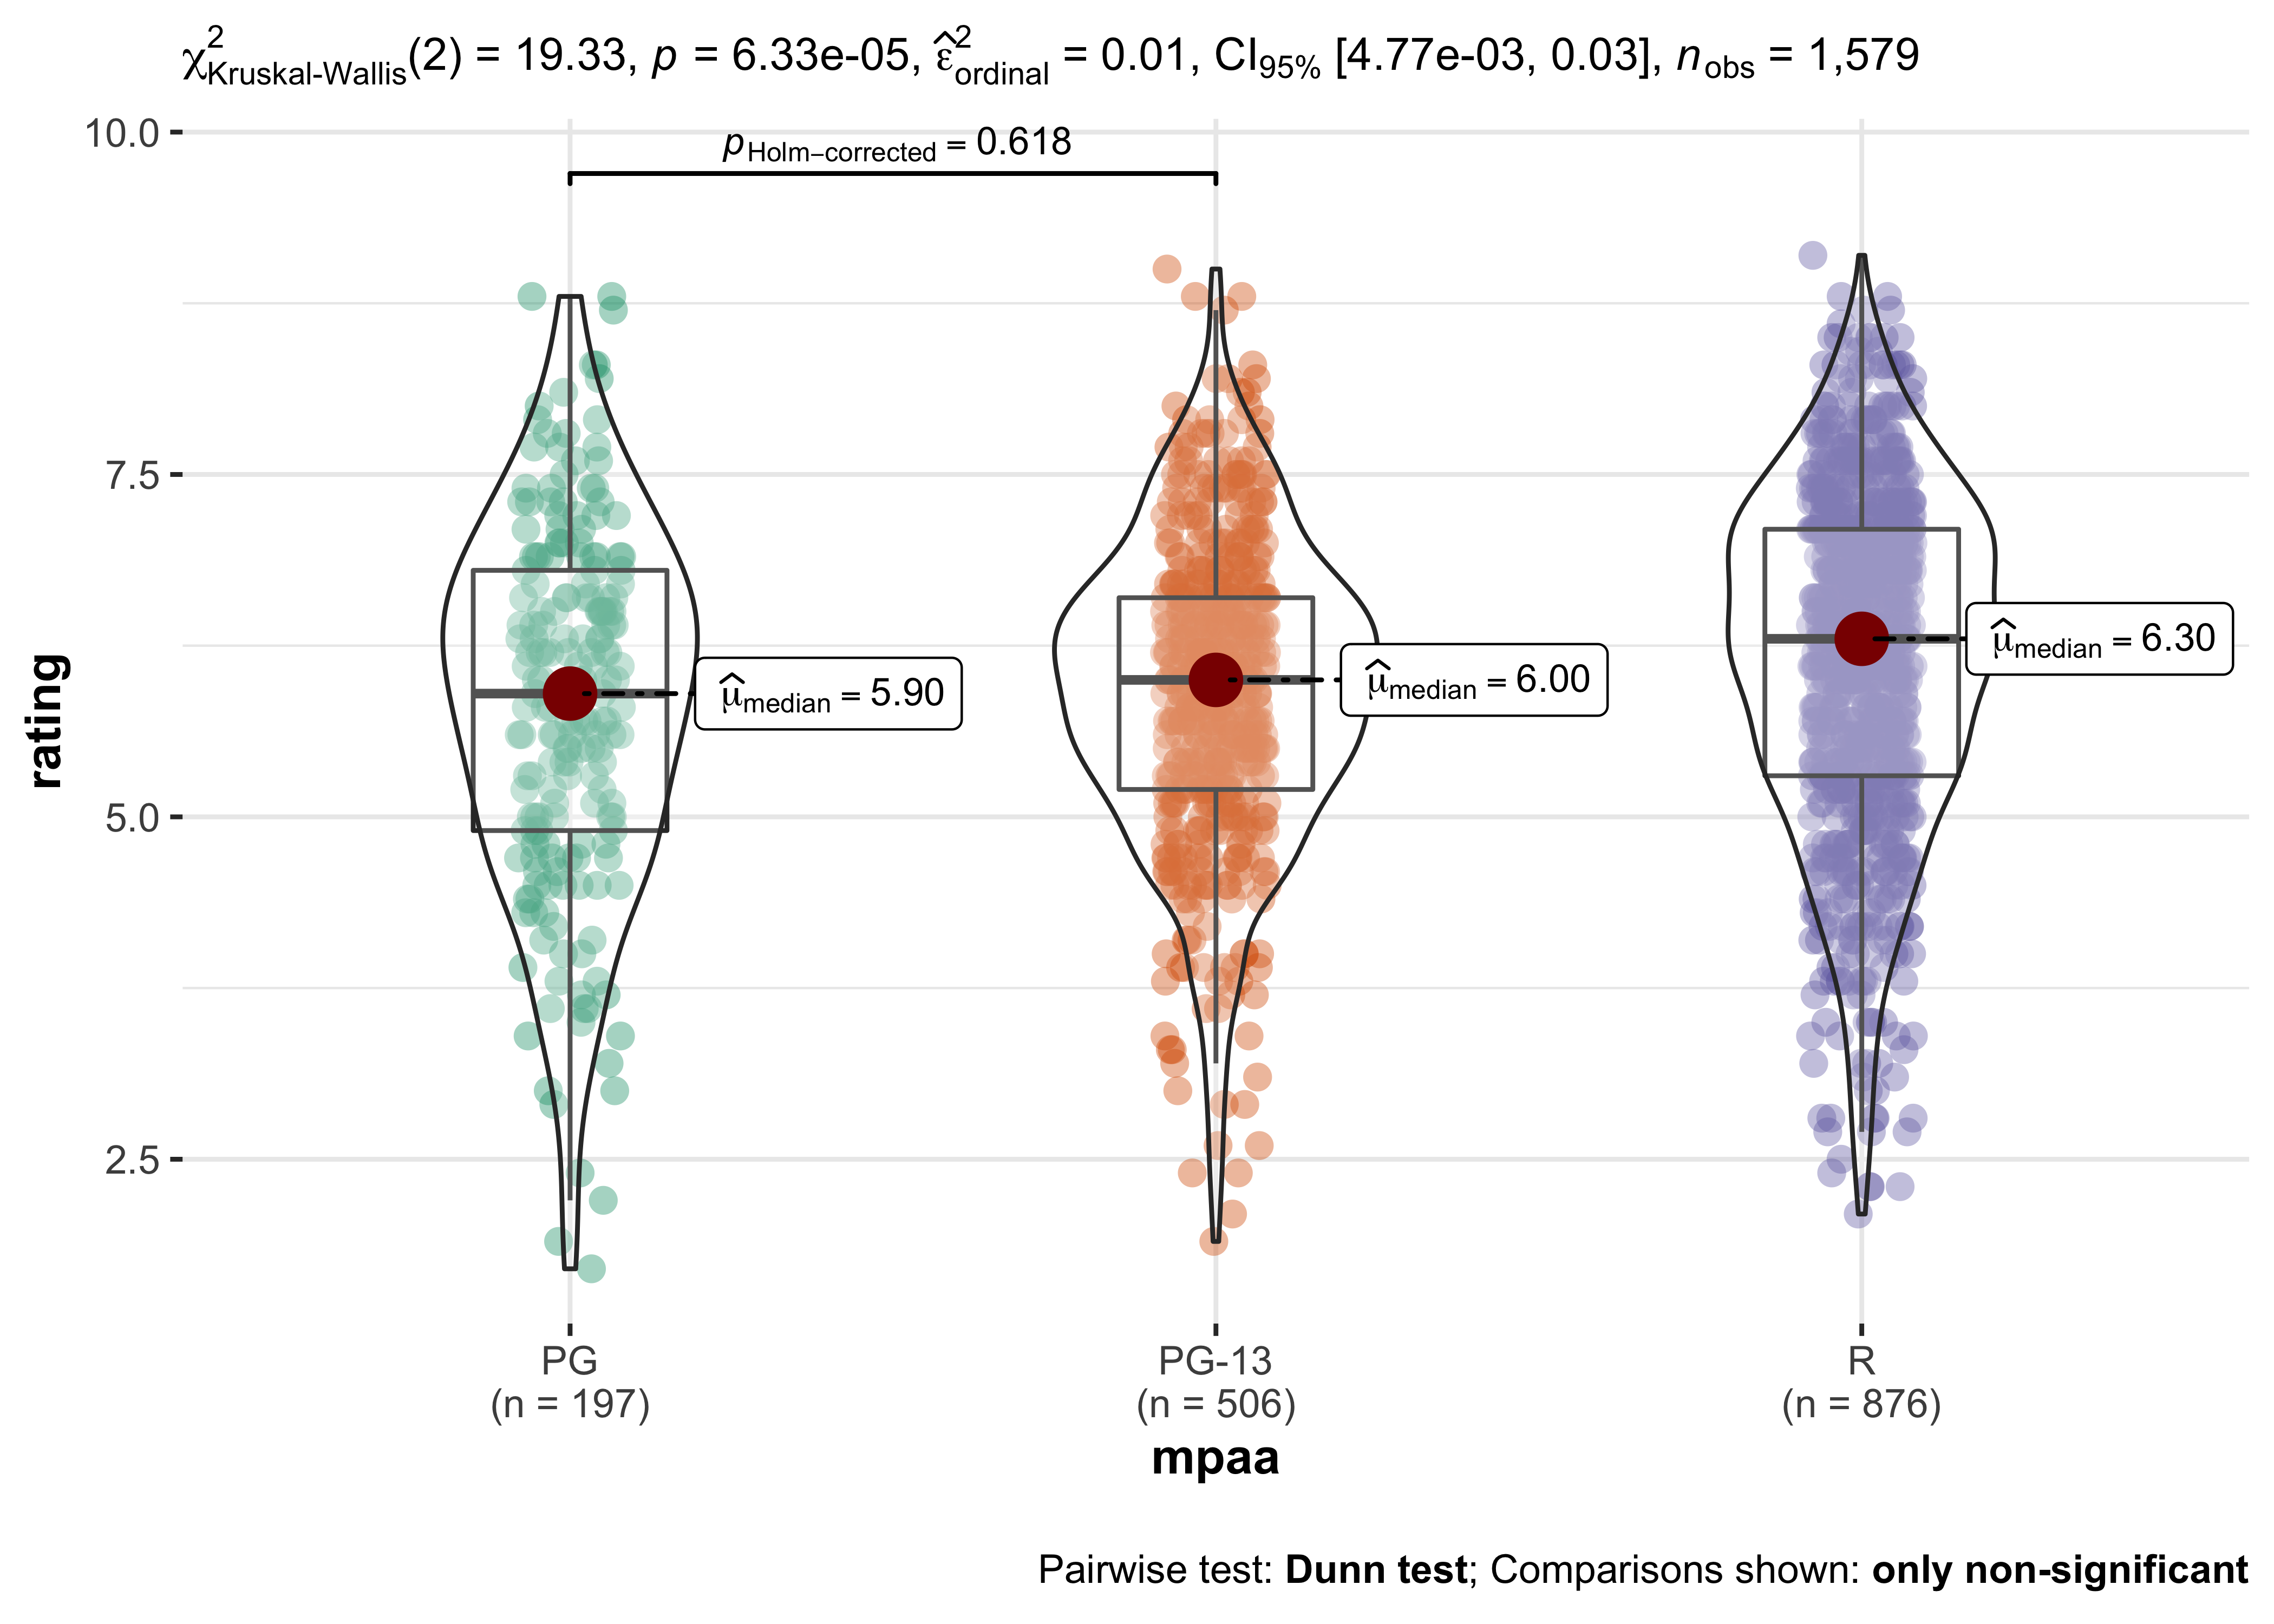 χ²Kruskal-Wallis(2) = 19.33, p = 6.33e-05, ε̂²ordinal = 0.01, CI95% [4.77e-03, 0.03], nobs = 1,579
10.0
pHolm−corrected = 0.618
7.5
μ̂median = 6.30
μ̂median = 6.00
μ̂median = 5.90
rating
5.0
2.5
PG PG-13 R
(n = 197) (n = 506) (n = 876)
mpaa
Pairwise test: Dunn test; Comparisons shown: only non-significant